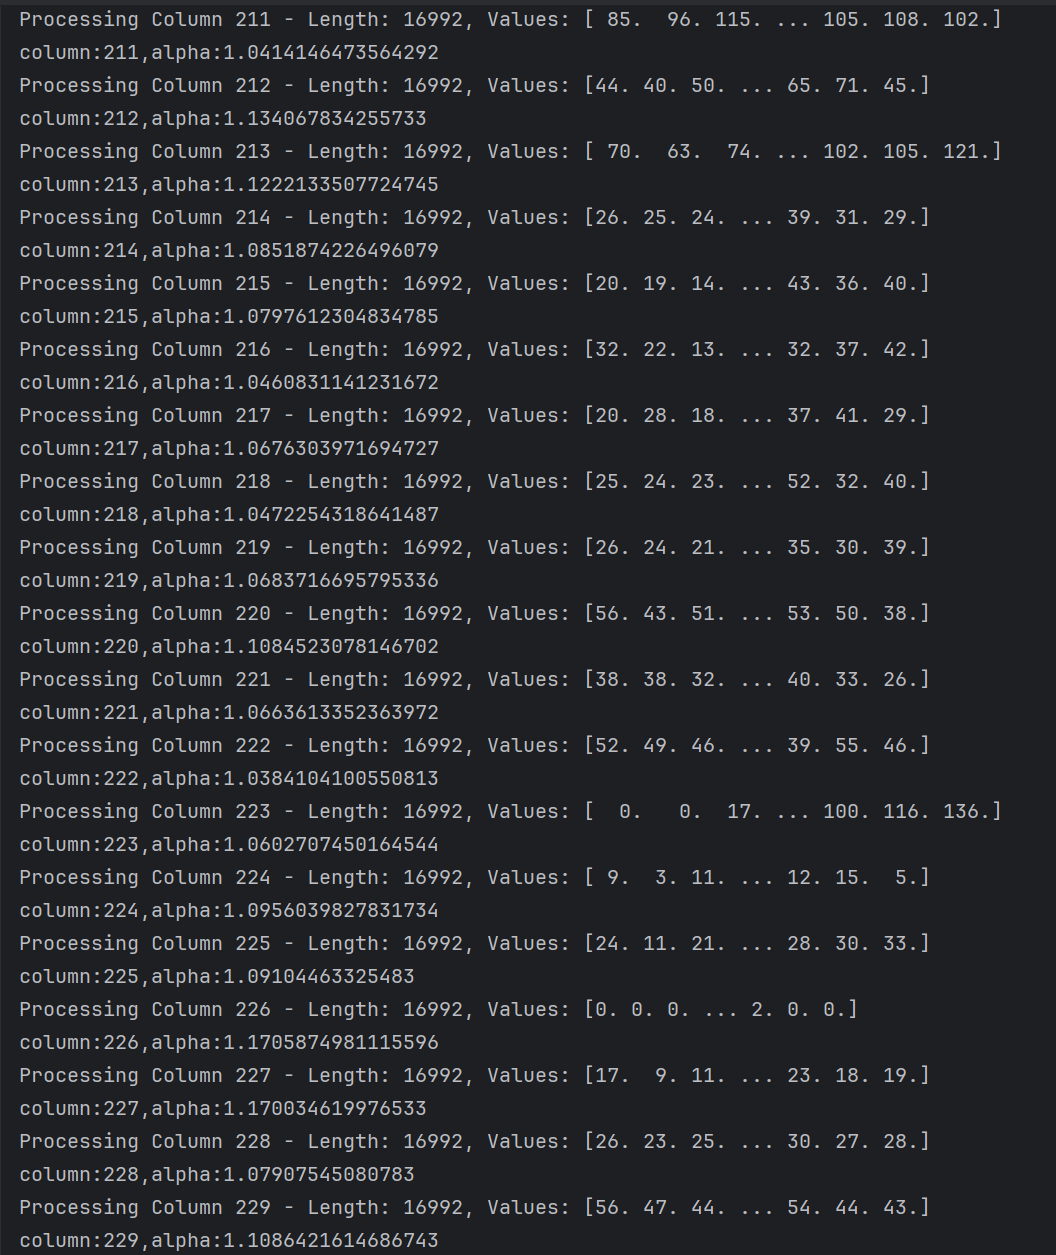 Processing Column 211 - Length: 16992, Values: [ 85.  96. 115. ... 105. 108. 102.]
column:211,alpha:1.0414146473564292
Processing Column 212 - Length: 16992, Values: [44. 40. 50. ... 65. 71. 45.]
column:212,alpha:1.134067834255733
Processing Column 213 - Length: 16992, Values: [ 70.  63.  74. ... 102. 105. 121.]
column:213,alpha:1.1222133507724745
Processing Column 214 - Length: 16992, Values: [26. 25. 24. ... 39. 31. 29.]
column:214,alpha:1.0851874226496079
Processing Column 215 - Length: 16992, Values: [20. 19. 14. ... 43. 36. 40.]
column:215,alpha:1.0797612304834785
Processing Column 216 - Length: 16992, Values: [32. 22. 13. ... 32. 37. 42.]
column:216,alpha:1.0460831141231672
Processing Column 217 - Length: 16992, Values: [20. 28. 18. ... 37. 41. 29.]
column:217,alpha:1.0676303971694727
Processing Column 218 - Length: 16992, Values: [25. 24. 23. ... 52. 32. 40.]
column:218,alpha:1.0472254318641487
Processing Column 219 - Length: 16992, Values: [26. 24. 21. ... 35. 30. 39.]
column:219,alpha:1.0683716695795336
Processing Column 220 - Length: 16992, Values: [56. 43. 51. ... 53. 50. 38.]
column:220,alpha:1.1084523078146702
Processing Column 221 - Length: 16992, Values: [38. 38. 32. ... 40. 33. 26.]
column:221,alpha:1.0663613352363972
Processing Column 222 - Length: 16992, Values: [52. 49. 46. ... 39. 55. 46.]
column:222,alpha:1.0384104100550813
Processing Column 223 - Length: 16992, Values: [  0.   0.  17. ... 100. 116. 136.]
column:223,alpha:1.0602707450164544
Processing Column 224 - Length: 16992, Values: [ 9.  3. 11. ... 12. 15.  5.]
column:224,alpha:1.0956039827831734
Processing Column 225 - Length: 16992, Values: [24. 11. 21. ... 28. 30. 33.]
column:225,alpha:1.09104463325483
Processing Column 226 - Length: 16992, Values: [0. 0. 0. ... 2. 0. 0.]
column:226,alpha:1.1705874981115596
Processing Column 227 - Length: 16992, Values: [17.  9. 11. ... 23. 18. 19.]
column:227,alpha:1.170034619976533
Processing Column 228 - Length: 16992, Values: [26. 23. 25. ... 30. 27. 28.]
column:228,alpha:1.07907545080783
Processing Column 229 - Length: 16992, Values: [56. 47. 44. ... 54. 44. 43.]
column:229,alpha:1.1086421614686743